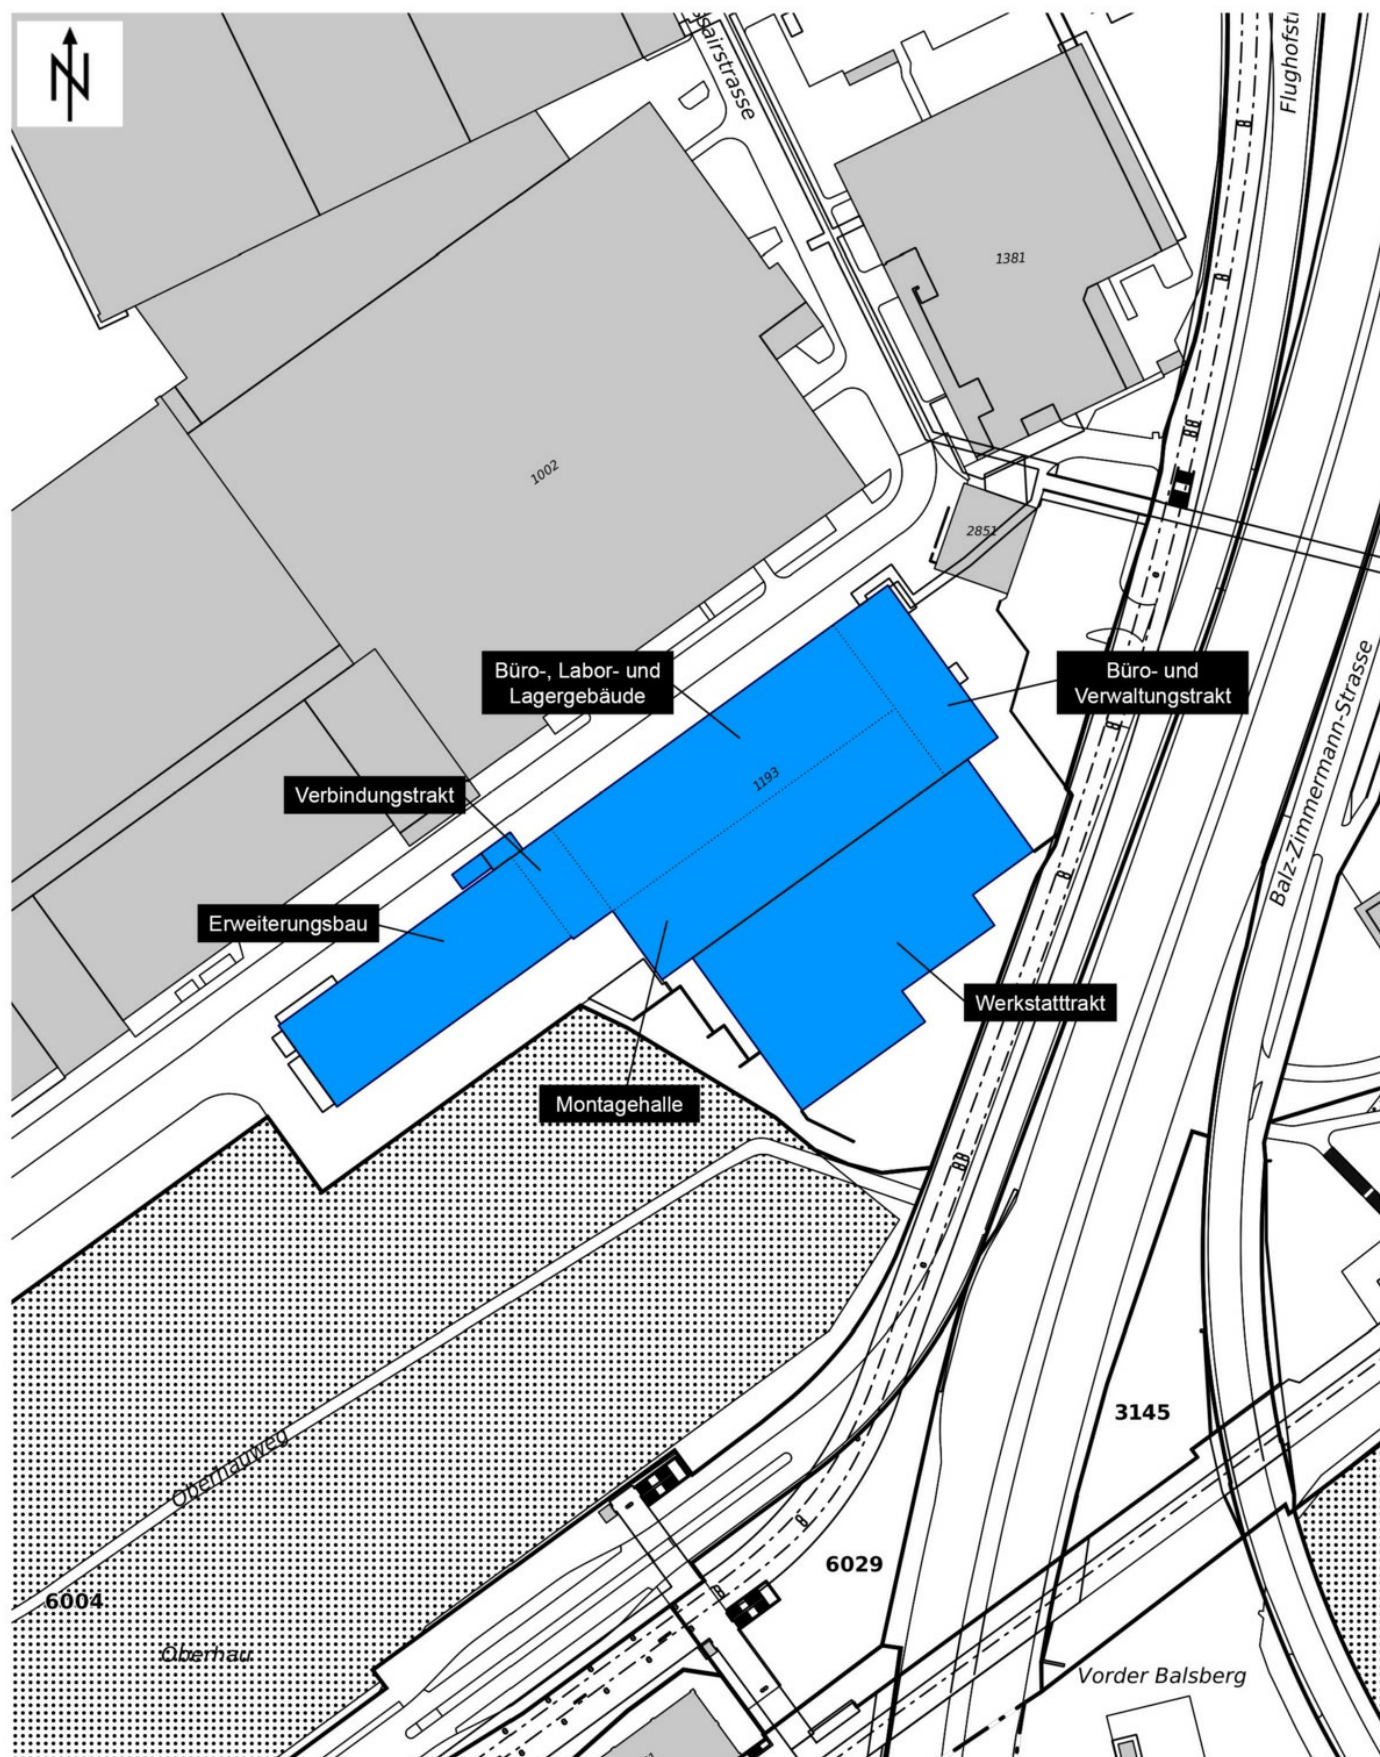 N
Flughofst
1381
1002
2851
Büro-, Labor- und
Lagergebäude
Büro- und
Verwaltungstrakt
Balz-Zimmermann-Strasse
1193
Verbindungstrakt
Erweiterungsbau
Werkstatttrakt
Montagehalle
3145
Oberhauweg
6029
6004
Oberhau
Vorder Balsberg